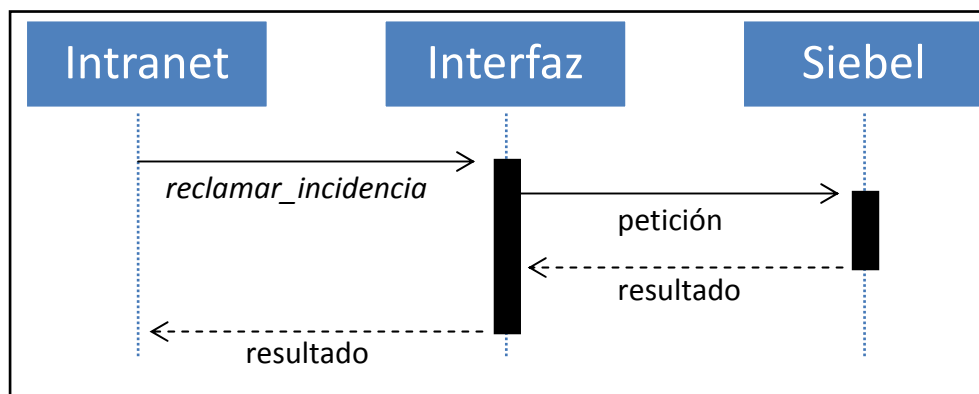 Intranet
Interfaz
Siebel
reclamar_incidencia
petición
resultado
resultado